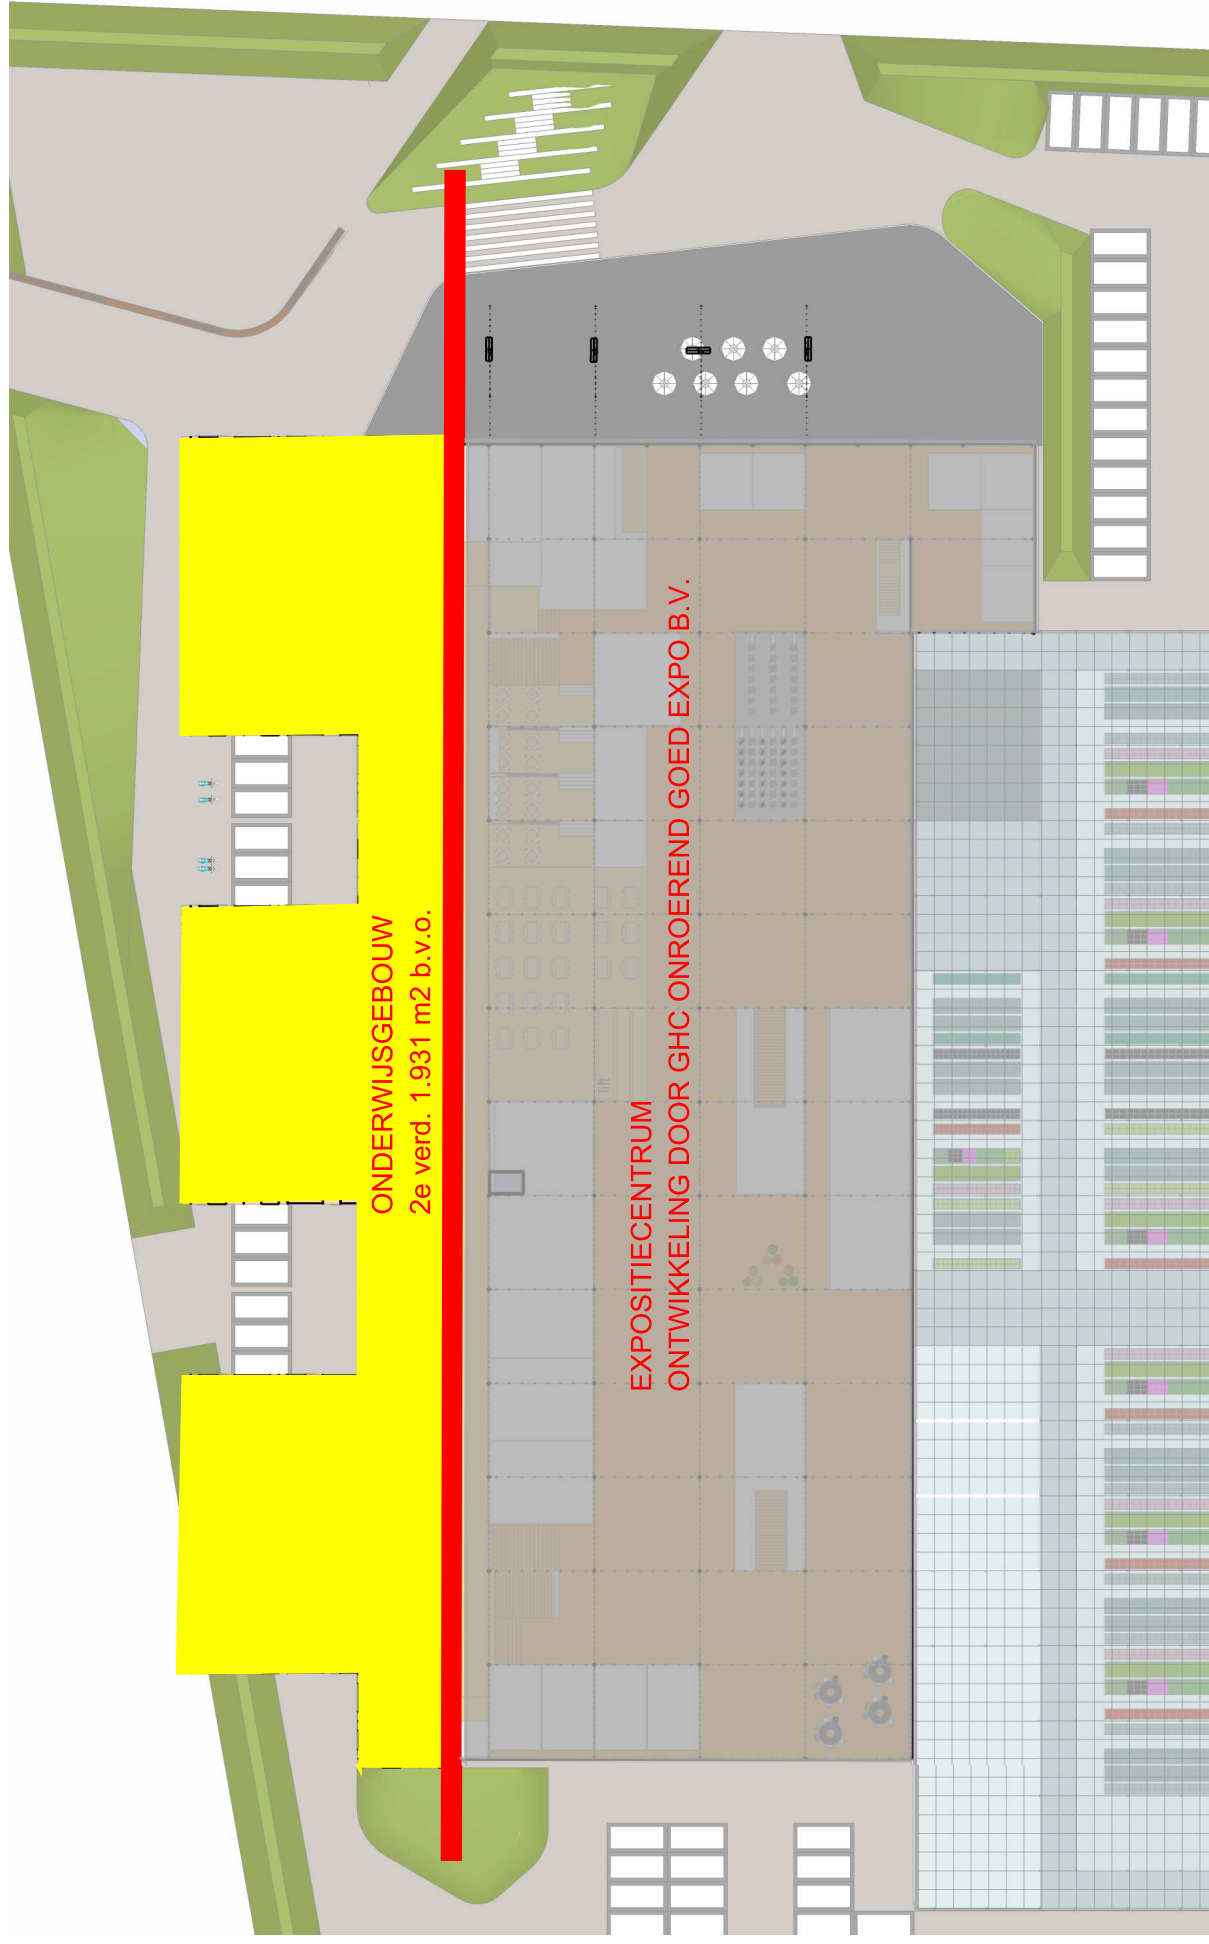 ONDERWIJSGEBOUW
2e verd. 1.931 m2 b.v.o.
EXPOSITIECENTRUM
ONTWIKKELING DOOR GHC ONROEREND GOED EXPO B.V.